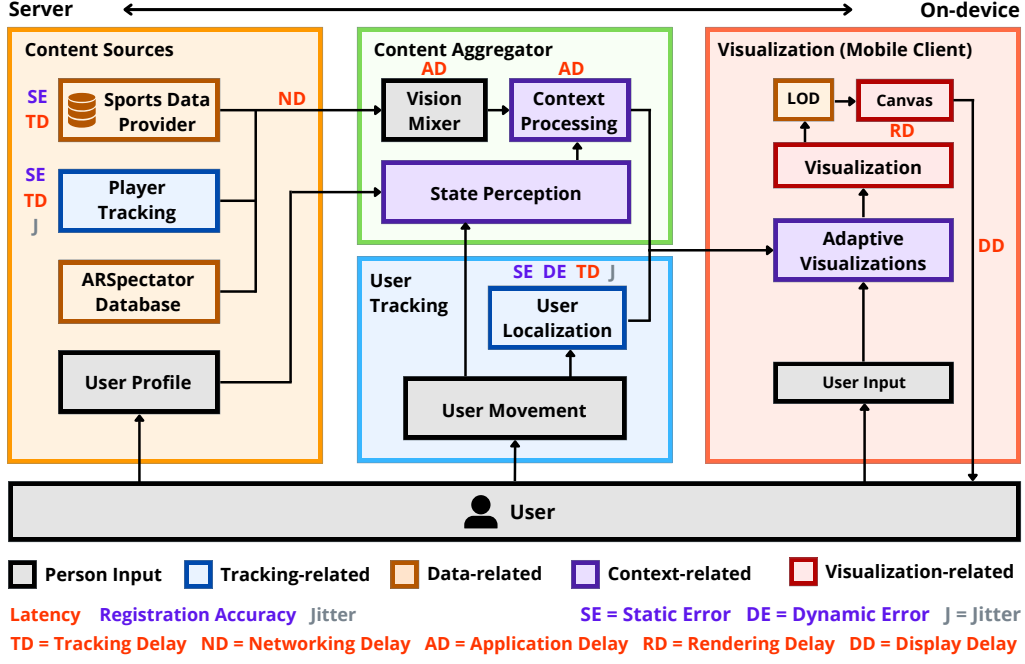 Server
On-device
Content Sources
SE
TD
Sports Data
Provider
ND
SE
TD
J
Player
Tracking
ARSpectator
Database
User Profile
Content Aggregator
AD
AD
Vision
Mixer
Context
Processing
State Perception
User
Tracking
SE DE TD J
User
Localization
User Movement
Visualization (Mobile Client)
LOD
Canvas
RD
Visualization
Adaptive
Visualizations
DD
User Input
User
Person Input
Tracking-related
Data-related
Context-related
Visualization-related
Latency Registration Accuracy Jitter
SE = Static Error DE = Dynamic Error J = Jitter
TD = Tracking Delay ND = Networking Delay AD = Application Delay RD = Rendering Delay DD = Display Delay